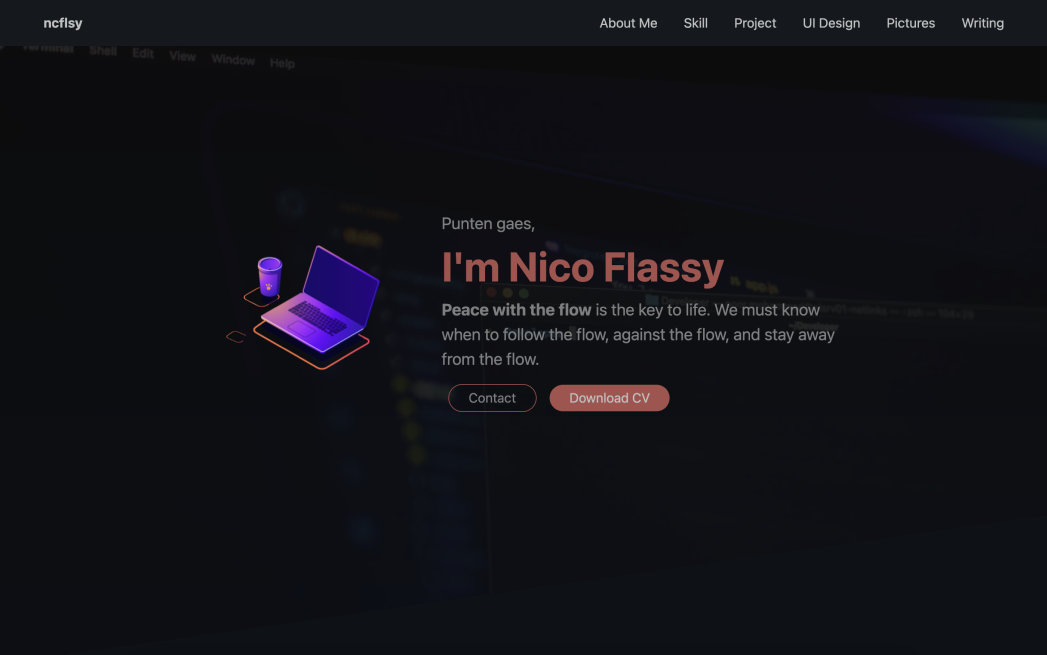 ncflsy
About Me Skill Project UI Design Pictures Writing
Terminal Shell Edit View Window Help
Punten gaes,
I'm Nico Flassy
Peace with the flow is the key to life. We must know
when to follow the flow, against the flow, and stay away
from the flow.
Contact Download CV